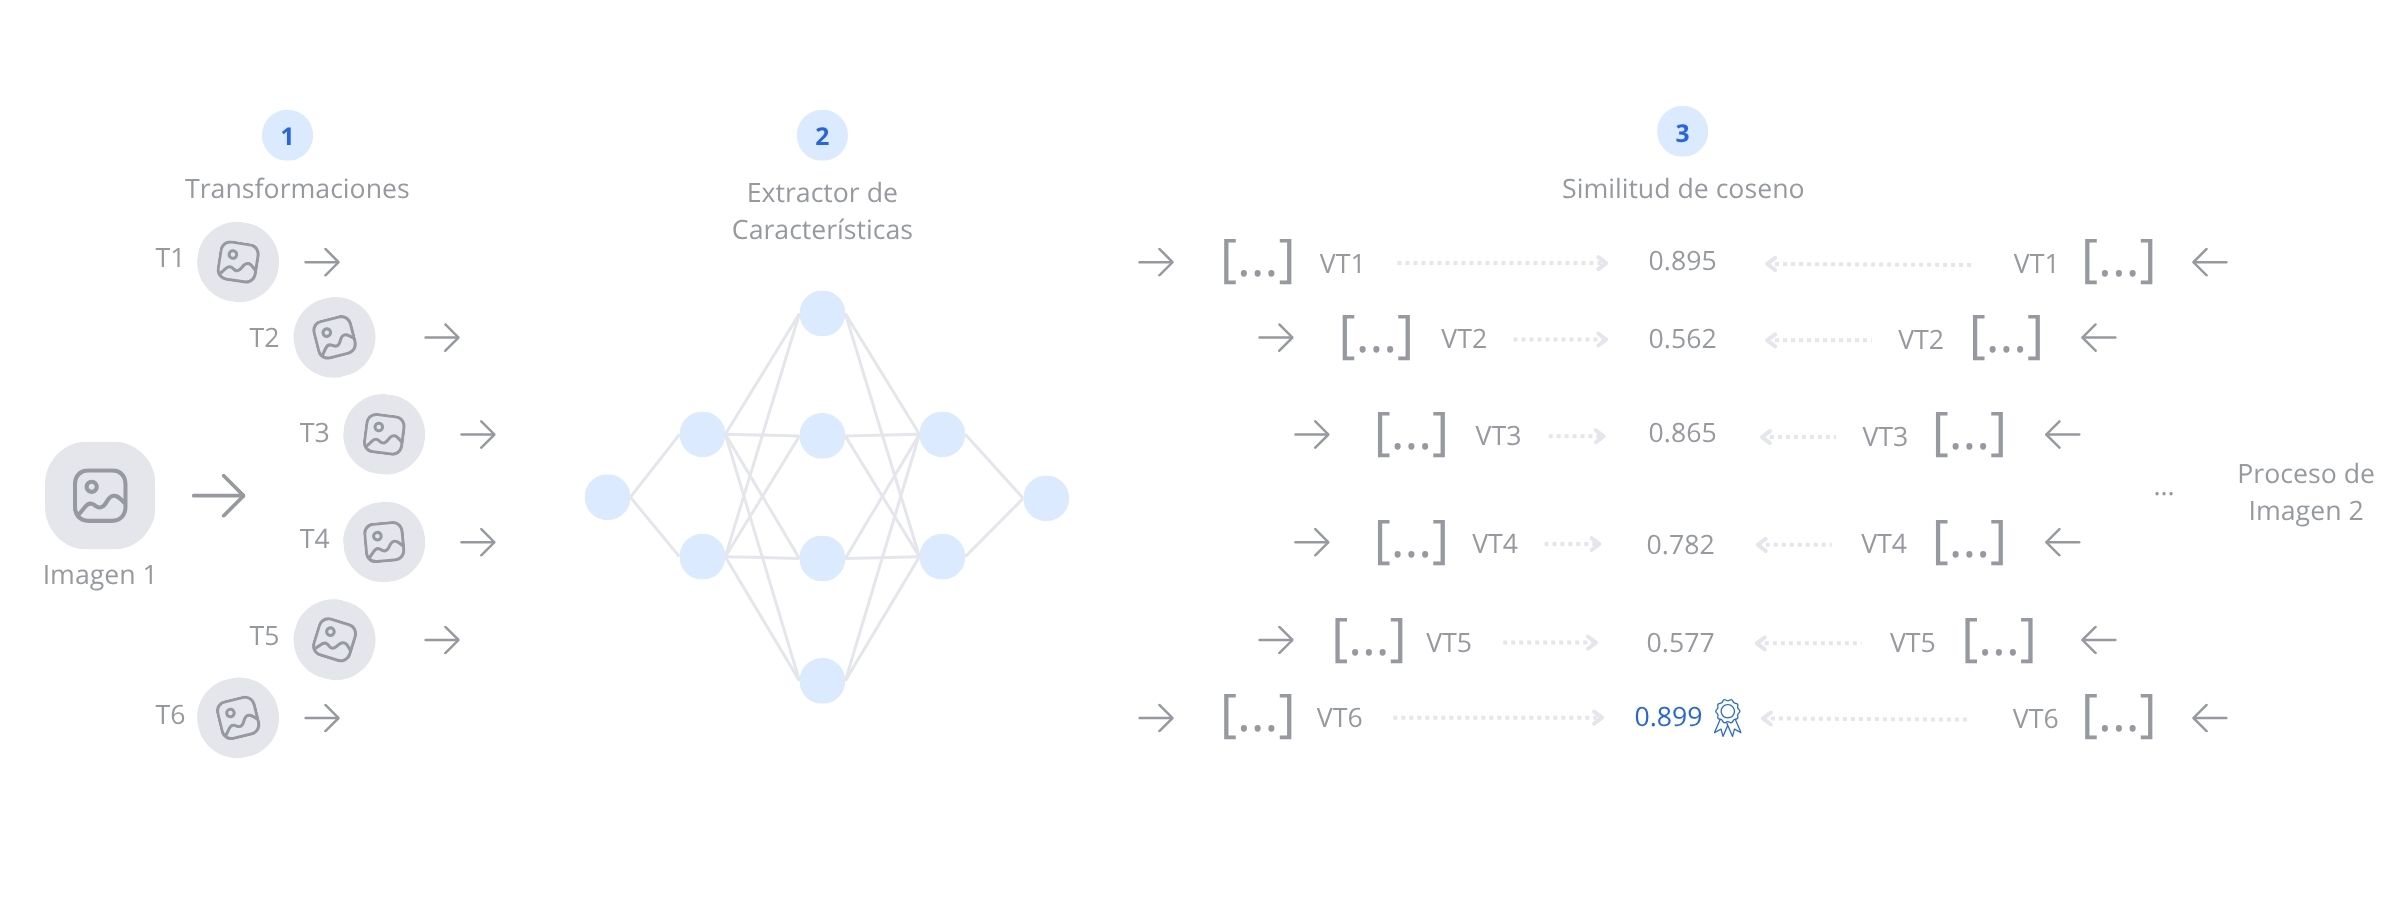 1
Transformaciones
T1
T2
T3
T4
T5
T6
Imagen 1
2
Extractor de
Características
3
Similitud de coseno
[...] VT1 0.895 VT1 [...]
[...] VT2 0.562 VT2 [...]
[...] VT3 0.865 VT3 [...]
[...] VT4 0.782 VT4 [...]
[...] VT5 0.577 VT5 [...]
[...] VT6 0.899 VT6 [...]
...
Proceso de
Imagen 2